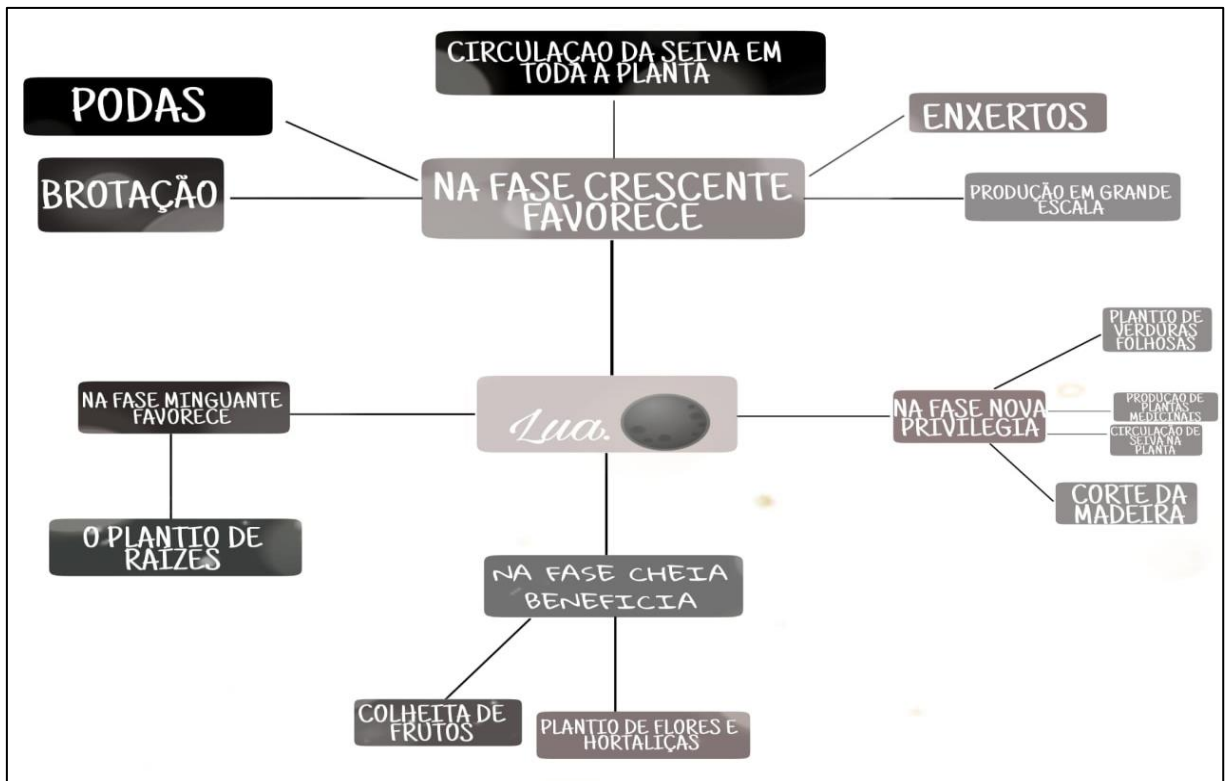 CIRCULAÇAO DA SEIVA EM
TODA A PLANTA
PODAS
ENXERTOS
BROTAÇÃO
NA FASE CRESCENTE
FAVORECE
PRODUÇÃO EM GRANDE
ESCALA
PLANTIO DE
VERDURAS
FOLHOSAS
NA FASE MINGUANTE
FAVORECE
Lua.
NA FASE NOVA
PRIVILEGIA
PRODUÇÃO DE
PLANTAS
MEDICINAIS
CIRCULAÇÃO DE
SEIVA NA
PLANTA
CORTE DA
MADEIRA
O PLANTIO DE
RAÍZES
NA FASE CHEIA
BENEFICIA
COLHEITA DE
FRUTOS
PLANTIO DE FLORES E
HORTALIÇAS